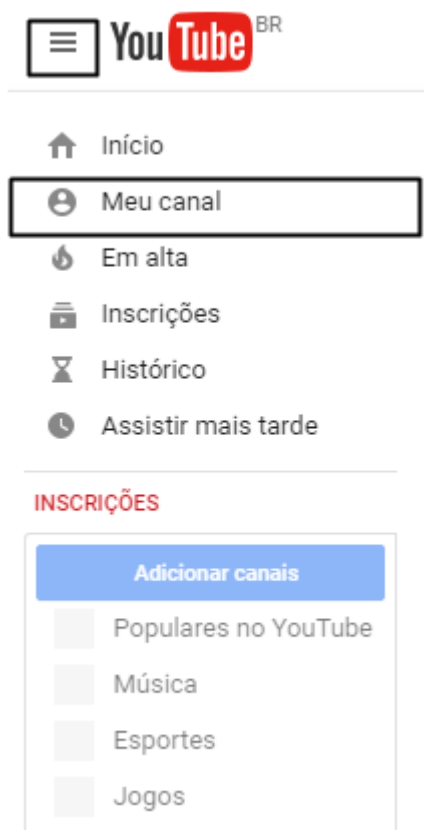 YouTube BR
Início
Meu canal
Em alta
Inscrições
Histórico
Assistir mais tarde
INSCRIÇÕES
Adicionar canais
Populares no YouTube
Música
Esportes
Jogos